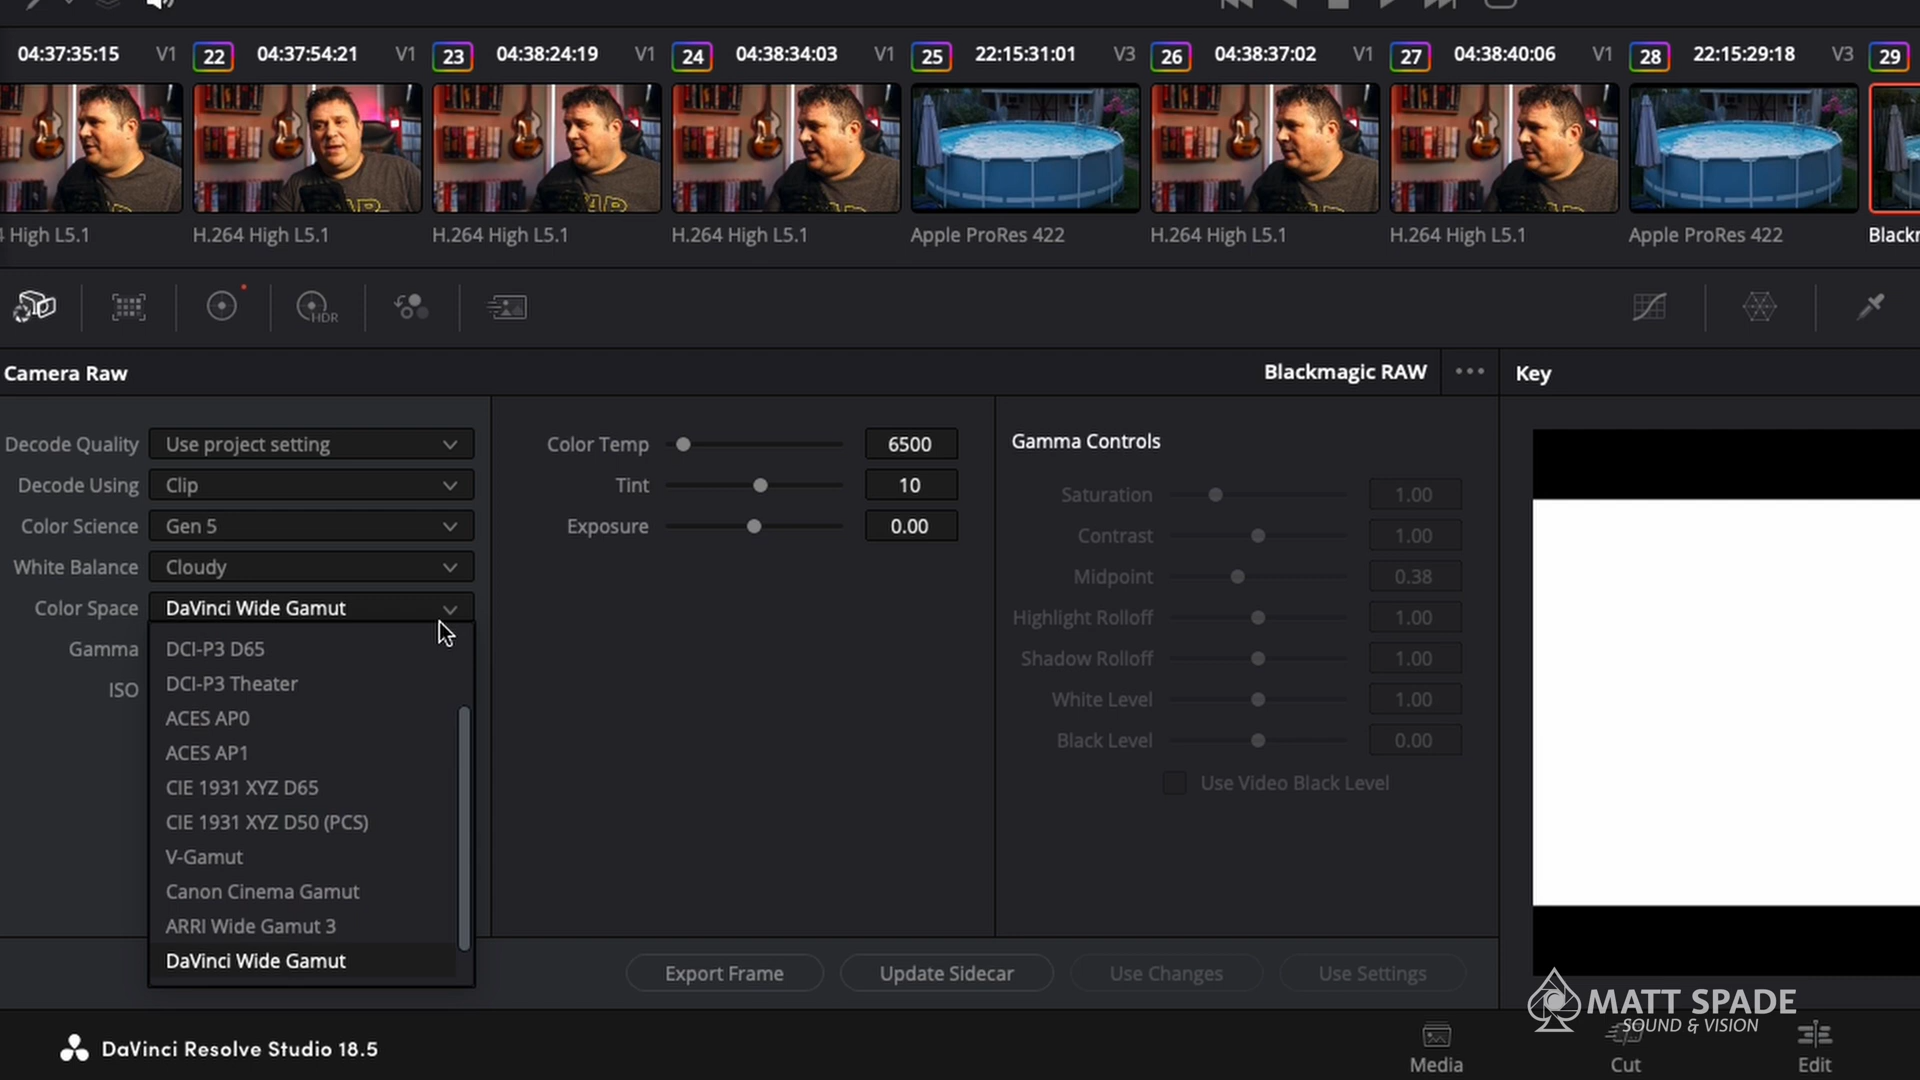 04:37:35:15 V1 22 04:37:54:21 V1 23 04:38:24:19 V1 24 04:38:34:03 V1 25 22:15:31:01 V3 26 04:38:37:02 V1 27 04:38:40:06 V1 28 22:15:29:18 V3 29
High L5.1 H.264 High L5.1 H.264 High L5.1 H.264 High L5.1 Apple ProRes 422 H.264 High L5.1 H.264 High L5.1 Apple ProRes 422
HDR
Camera Raw
Blackmagic RAW
Key
Decode Quality Use project setting
Decode Using Clip
Color Science Gen 5
White Balance Cloudy
Color Space DaVinci Wide Gamut
Gamma
ISO
DCI-P3 D65
DCI-P3 Theater
ACES AP0
ACES AP1
CIE 1931 XYZ D65
CIE 1931 XYZ D50 (PCS)
V-Gamut
Canon Cinema Gamut
ARRI Wide Gamut 3
DaVinci Wide Gamut
Color Temp 6500
Tint 10
Exposure 0.00
Gamma Controls
Saturation 1.00
Contrast 1.00
Midpoint 0.38
Highlight Rolloff 1.00
Shadow Rolloff 1.00
White Level 1.00
Black Level 0.00
Use Video Black Level
Export Frame
Update Sidecar
Use Changes
Use Settings
MATT SPADE
SOUND & VISION
DaVinci Resolve Studio 18.5
Media
Cut
Edit